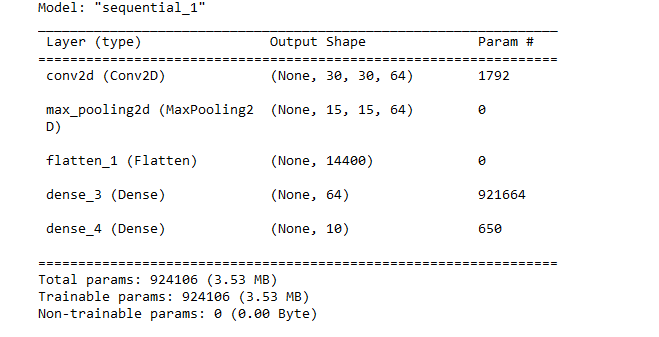 Model: "sequential_1"
_________________________________________________________________
Layer (type) Output Shape Param #
=================================================================
conv2d (Conv2D) (None, 30, 30, 64) 1792
max_pooling2d (MaxPooling2 (None, 15, 15, 64) 0
D)
flatten_1 (Flatten) (None, 14400) 0
dense_3 (Dense) (None, 64) 921664
dense_4 (Dense) (None, 10) 650
=================================================================
Total params: 924106 (3.53 MB)
Trainable params: 924106 (3.53 MB)
Non-trainable params: 0 (0.00 Byte)